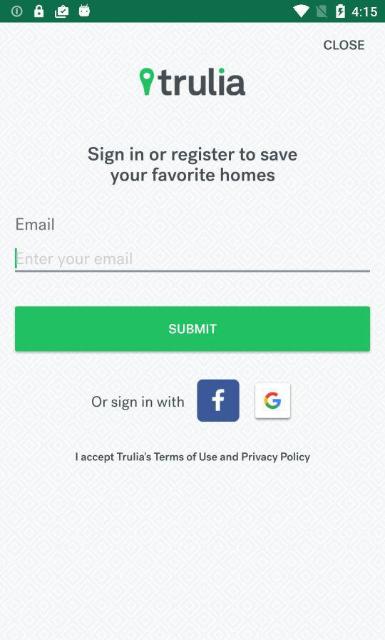 4:15
CLOSE
trulia
Sign in or register to save
your favorite homes
Email
Enter your email
SUBMIT
Or sign in with
I accept Trulia's Terms of Use and Privacy Policy